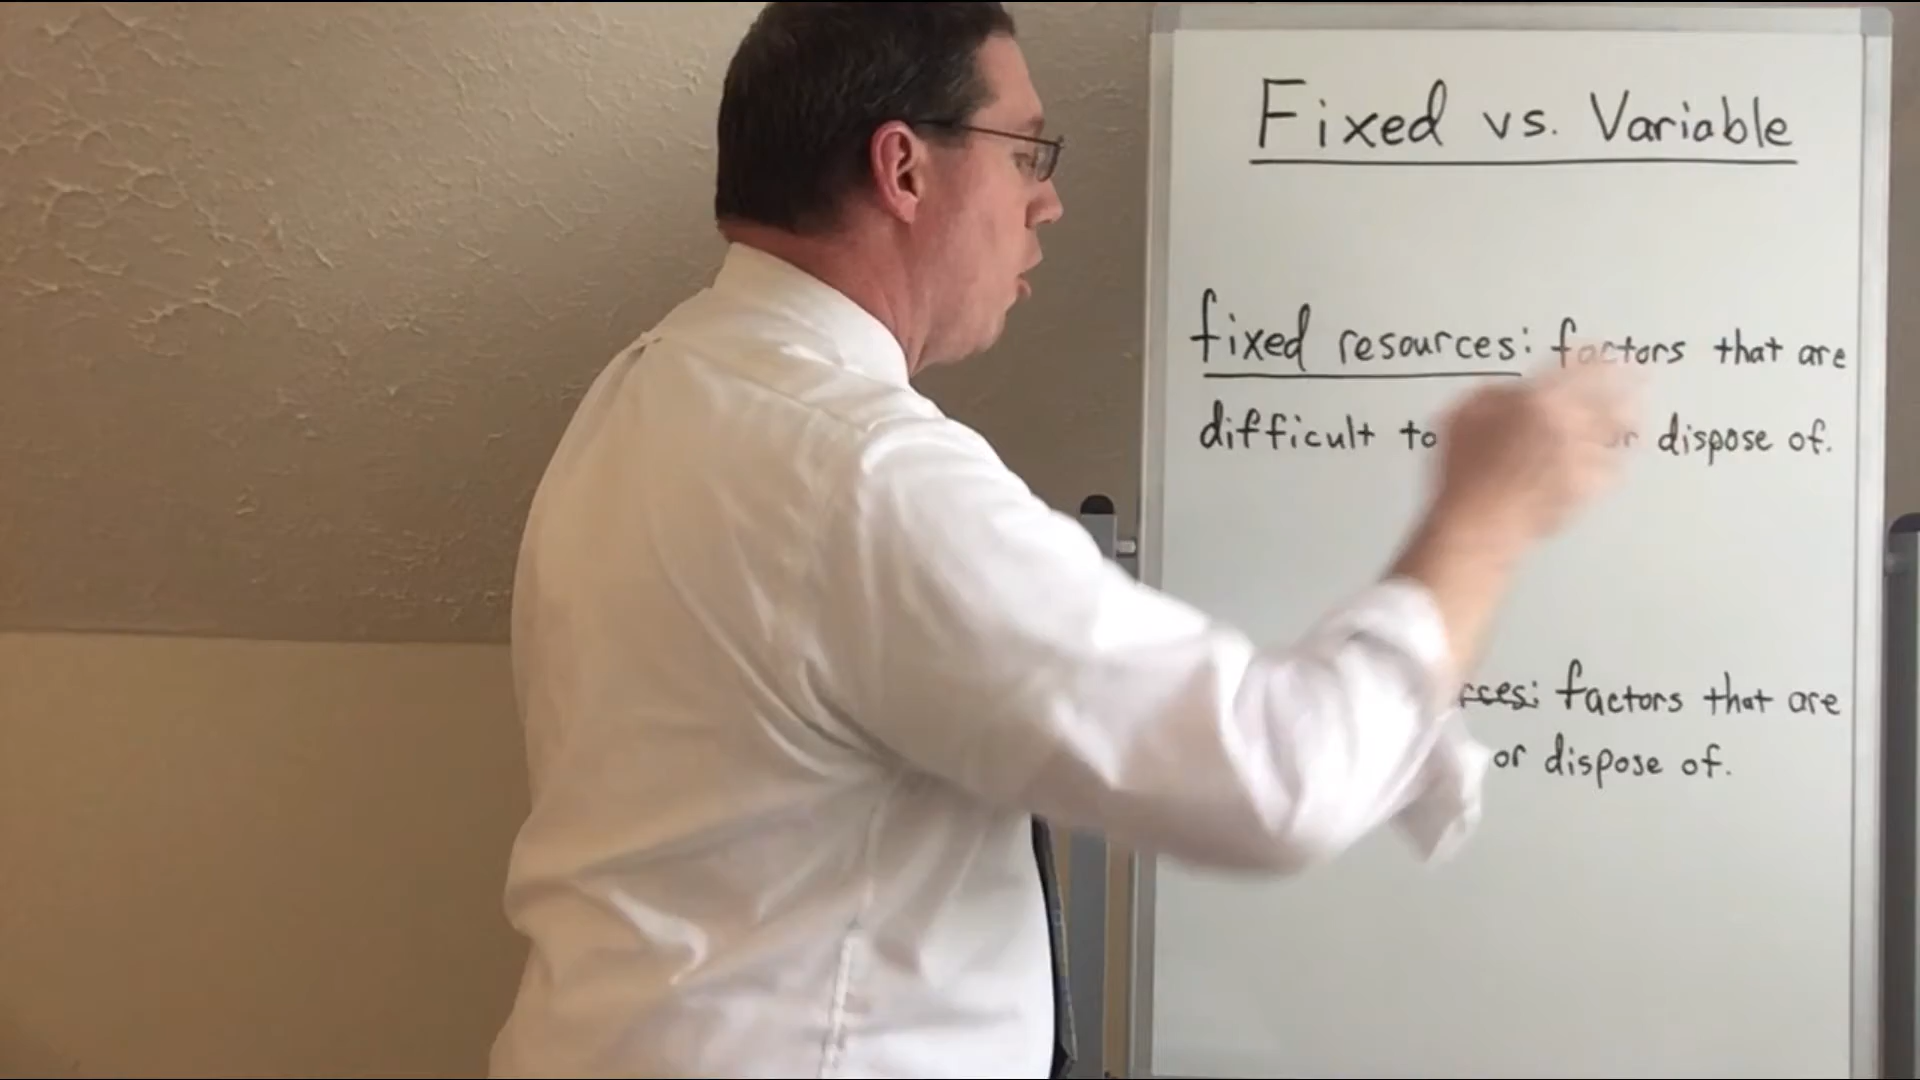 Fixed vs. Variable
fixed resources: factors that are
difficult to or dispose of.
factors that are
or dispose of.